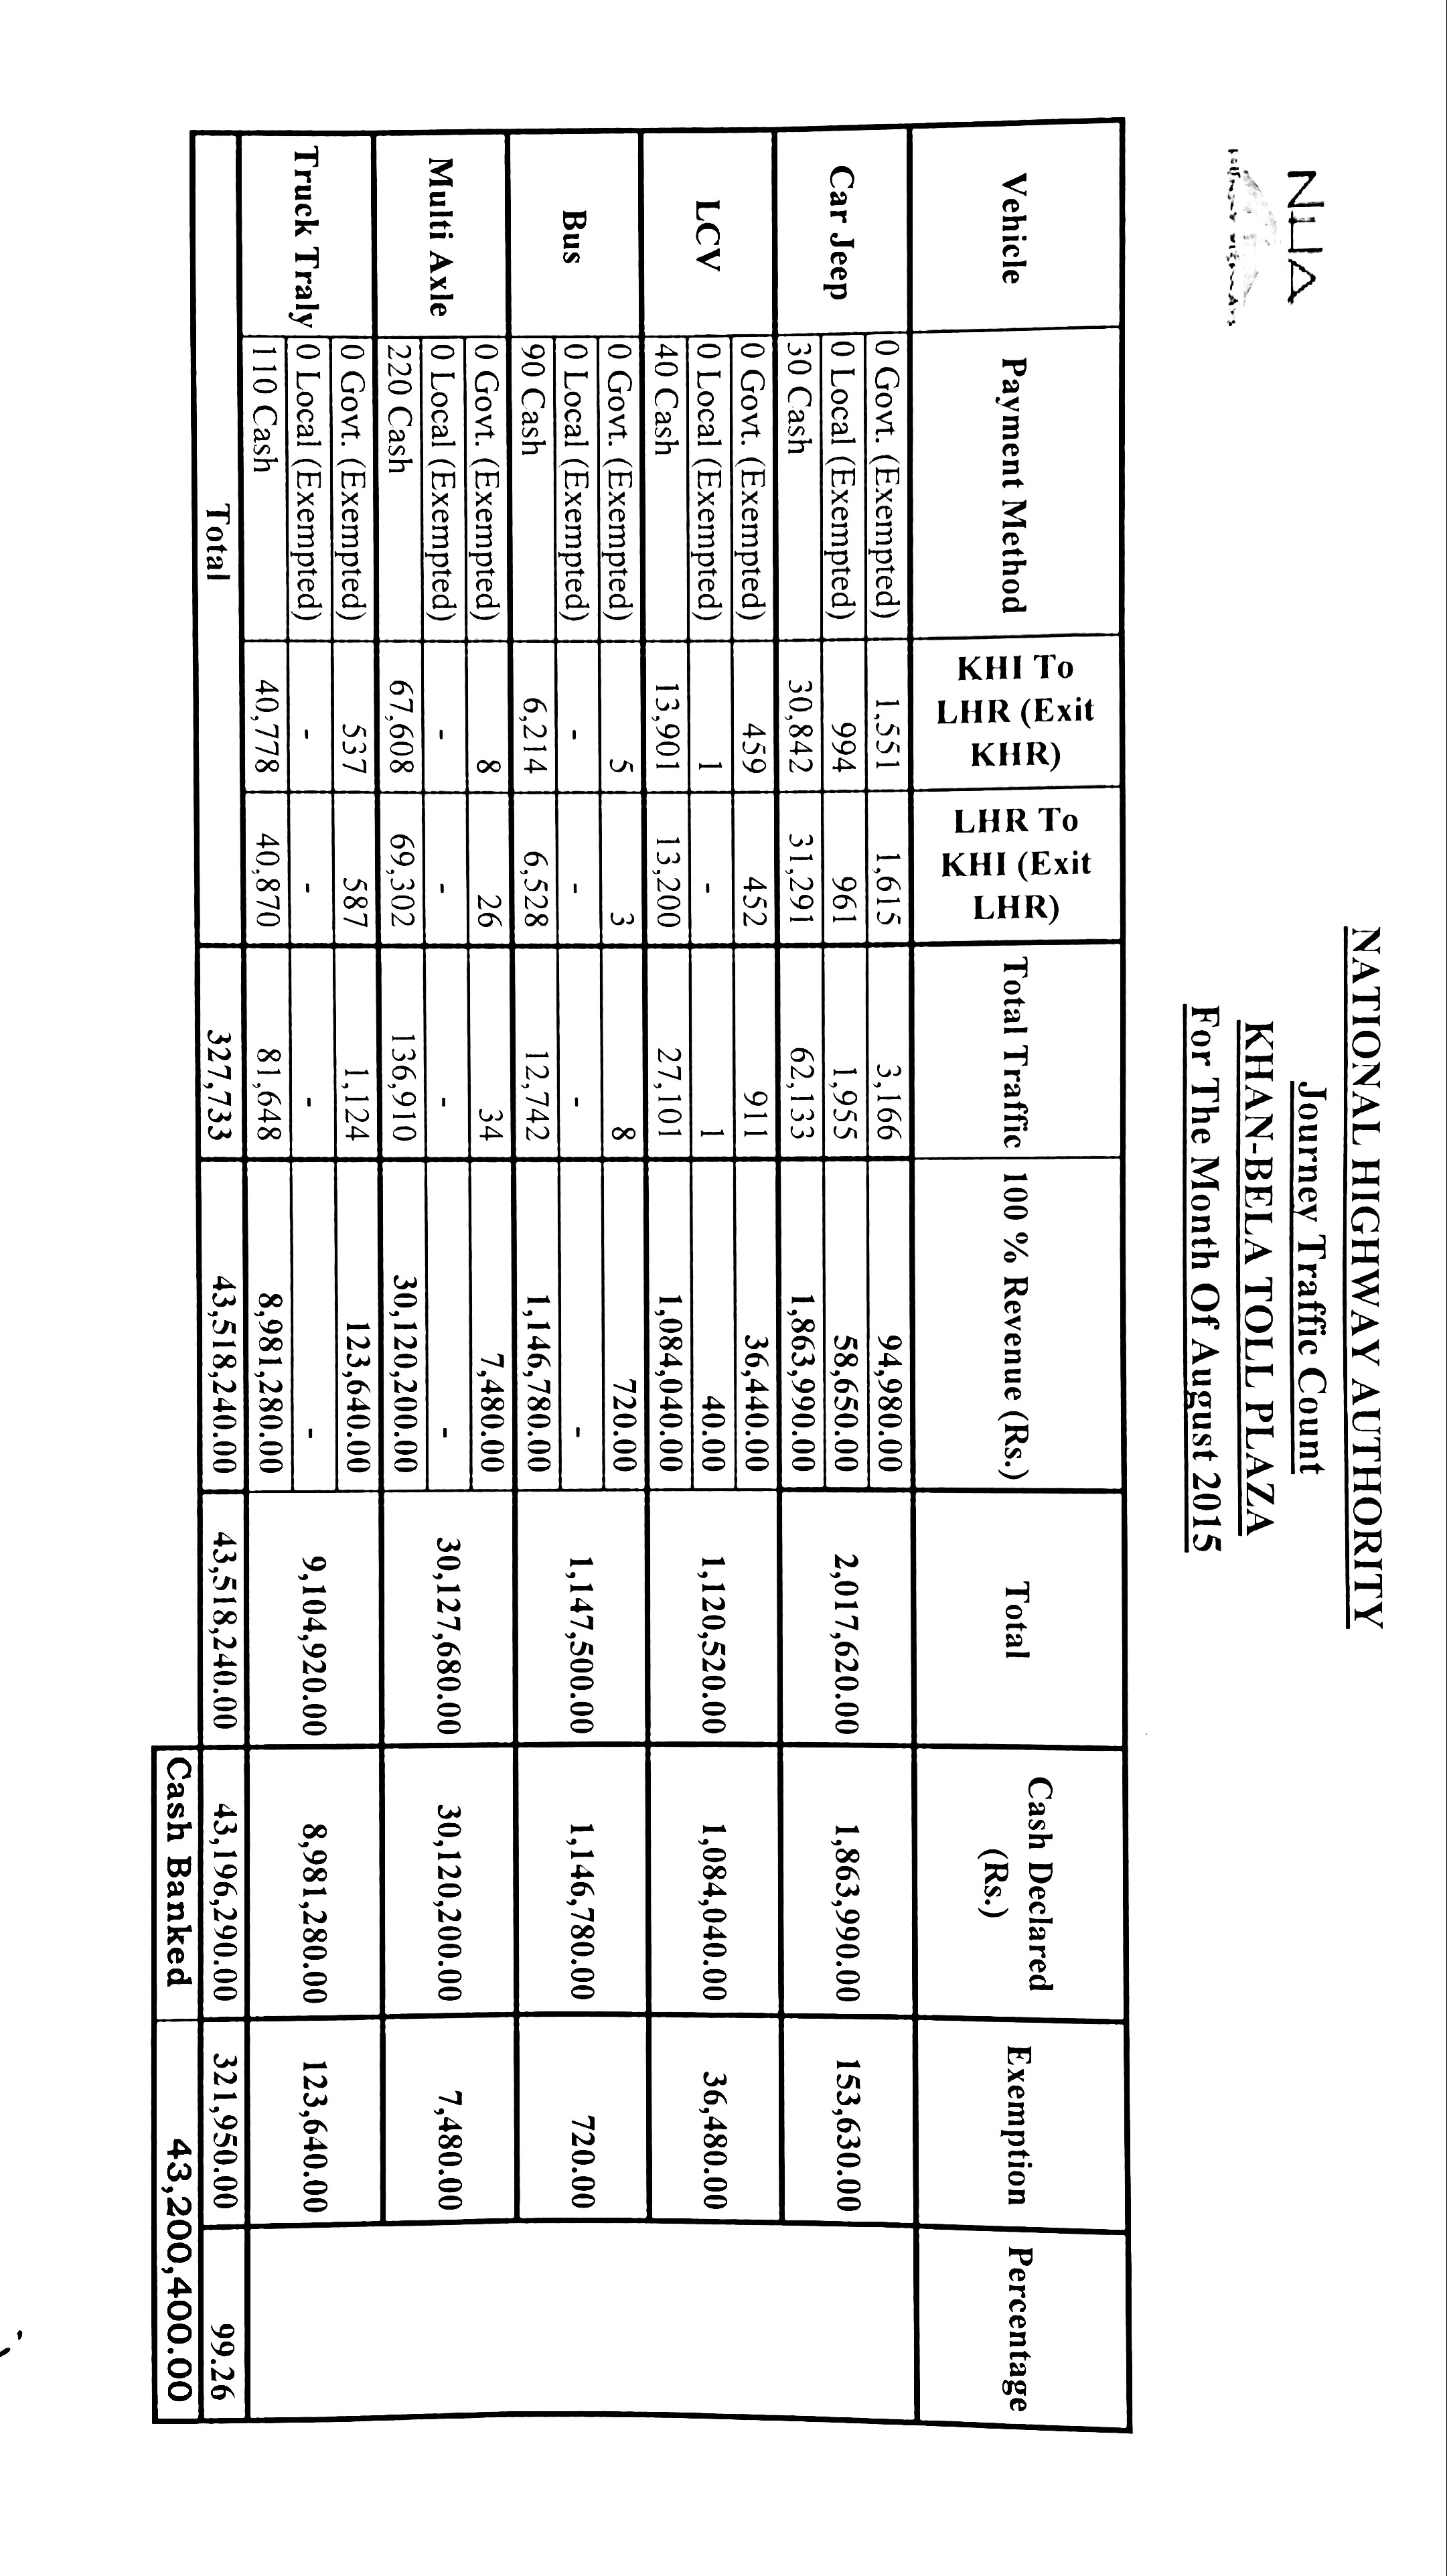 NHA
NATIONAL HIGHWAY AUTHORITY
Journey Traffic Count
KHAN-BELA TOLL PLAZA
For The Month Of August 2015
Vehicle Payment Method KHI To LHR (Exit KHR) LHR To KHI (Exit LHR) Total Traffic 100 % Revenue (Rs.) Total Cash Declared (Rs.) Exemption Percentage
Car Jeep 0 Govt. (Exempted) 1,551 1,615 3,166 94,980.00 2,017,620.00 1,863,990.00 153,630.00
0 Local (Exempted) 994 961 1,955 58,650.00
30 Cash 30,842 31,291 62,133 1,863,990.00
LCV 0 Govt. (Exempted) 459 452 911 36,440.00 1,120,520.00 1,084,040.00 36,480.00
0 Local (Exempted) 1 - 1 40.00
40 Cash 13,901 13,200 27,101 1,084,040.00
Bus 0 Govt. (Exempted) 5 3 8 720.00 1,147,500.00 1,146,780.00 720.00
0 Local (Exempted) - - - -
90 Cash 6,214 6,528 12,742 1,146,780.00
Multi Axle 0 Govt. (Exempted) 8 26 34 7,480.00 30,127,680.00 30,120,200.00 7,480.00
0 Local (Exempted) - - - -
220 Cash 67,608 69,302 136,910 30,120,200.00
Truck Traly 0 Govt. (Exempted) 537 587 1,124 123,640.00 9,104,920.00 8,981,280.00 123,640.00
0 Local (Exempted) - - - -
110 Cash 40,778 40,870 81,648 8,981,280.00
Total 327,733 43,518,240.00 43,518,240.00 43,196,290.00 321,950.00 99.26
Cash Banked 43,200,400.00